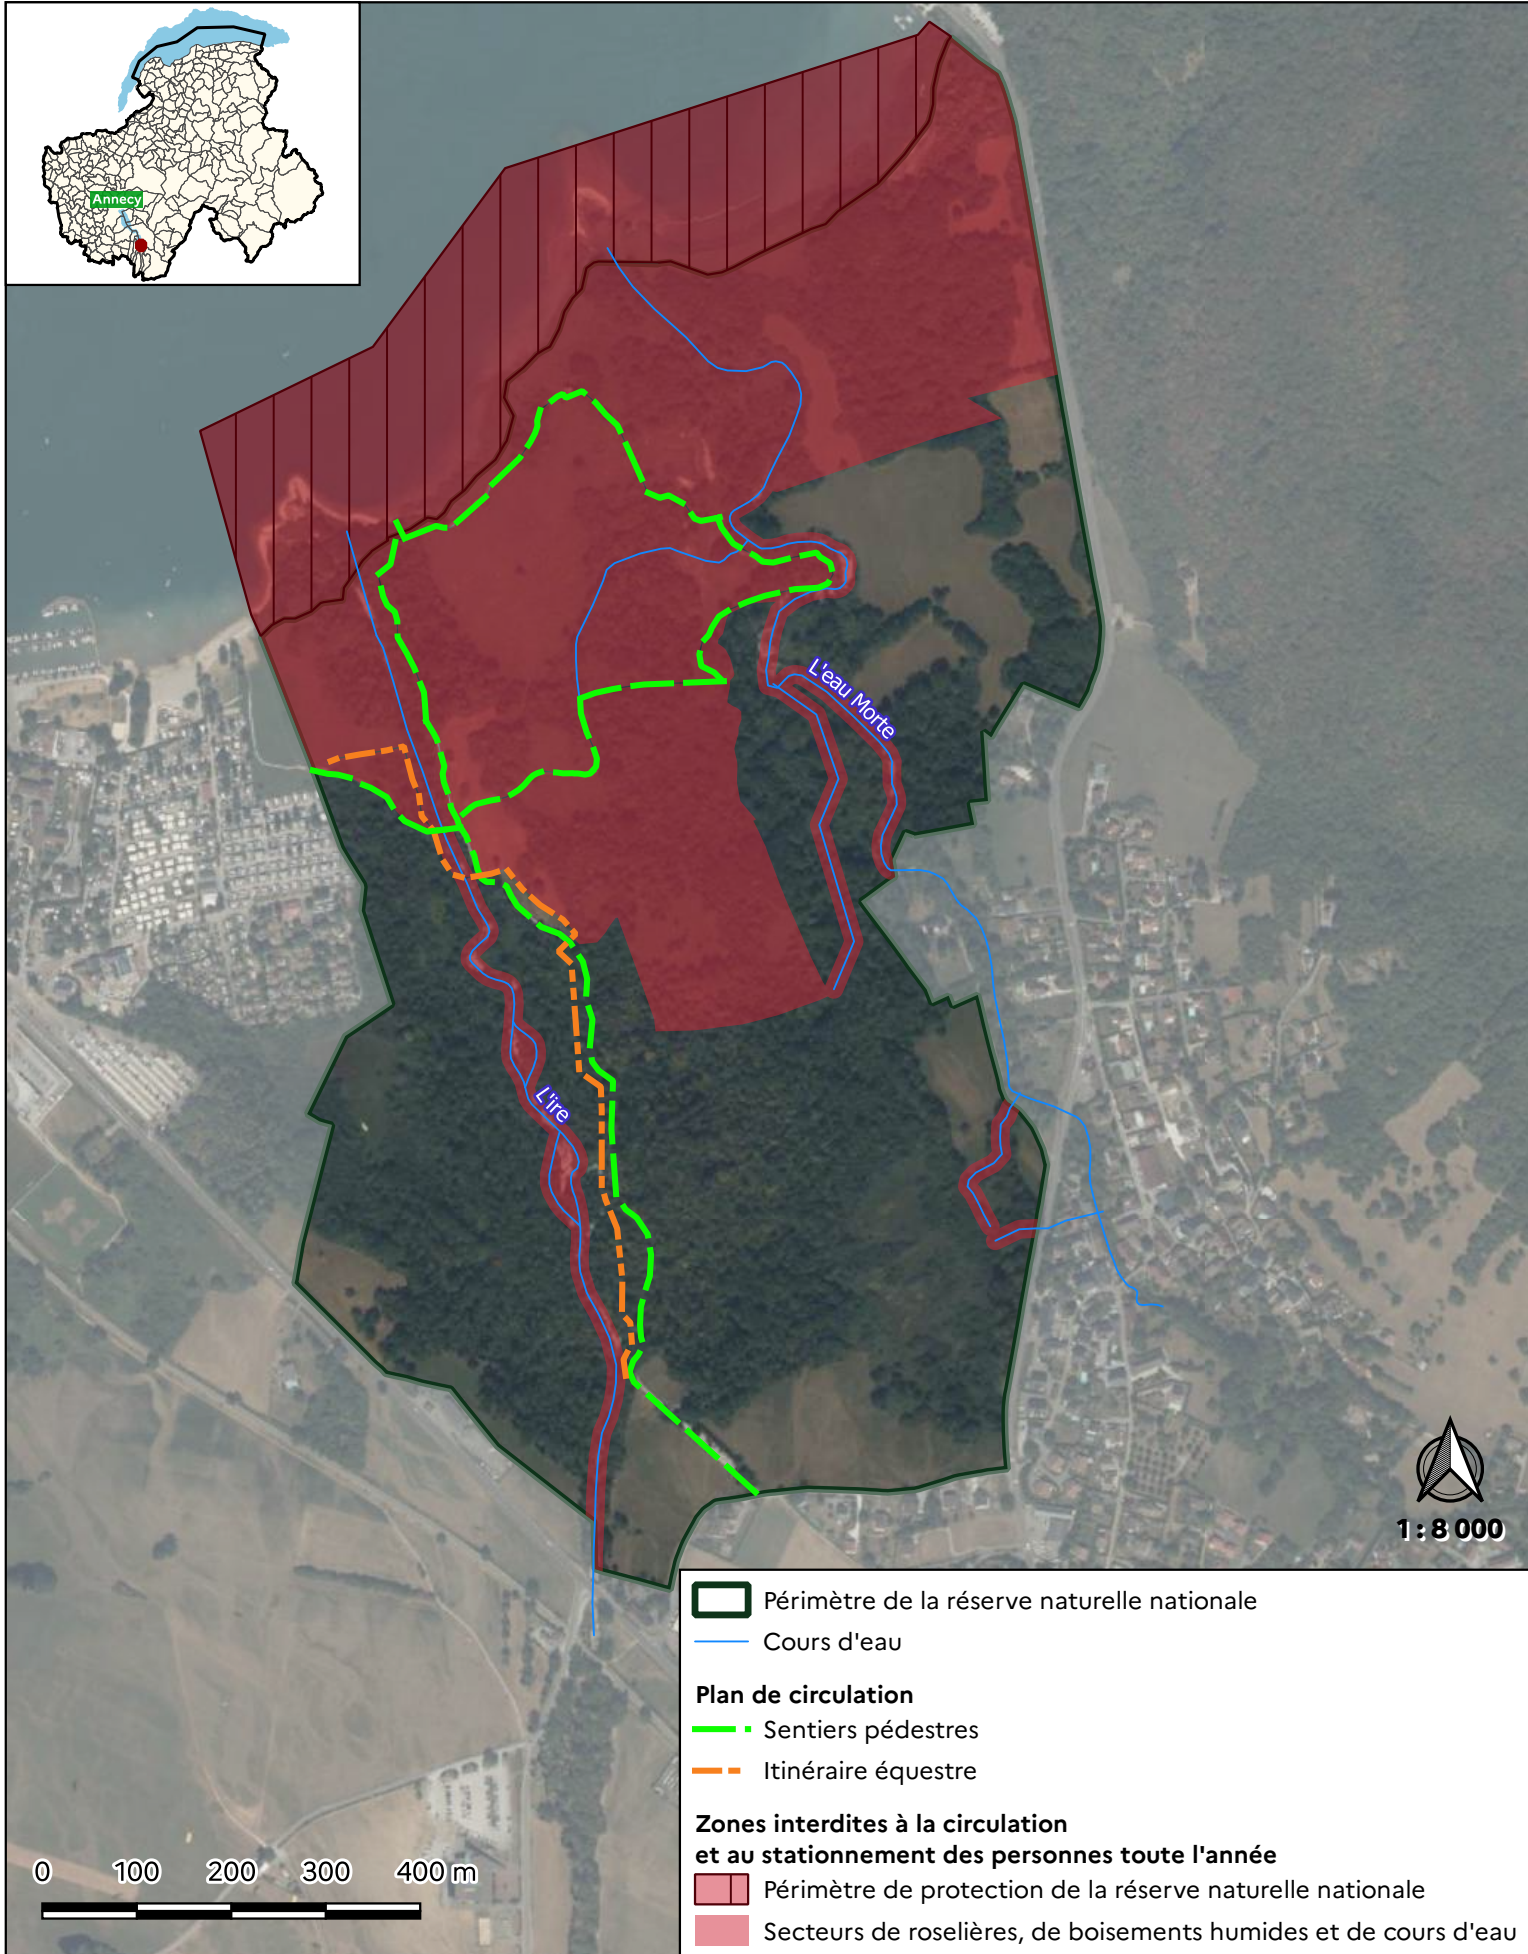 Annecy
L'eau Morte
L'ire
1 : 8 000
Périmètre de la réserve naturelle nationale
Cours d'eau
Plan de circulation
Sentiers pédestres
Itinéraire équestre
Zones interdites à la circulation
et au stationnement des personnes toute l'année
Périmètre de protection de la réserve naturelle nationale
Secteurs de roselières, de boisements humides et de cours d'eau
0 100 200 300 400 m